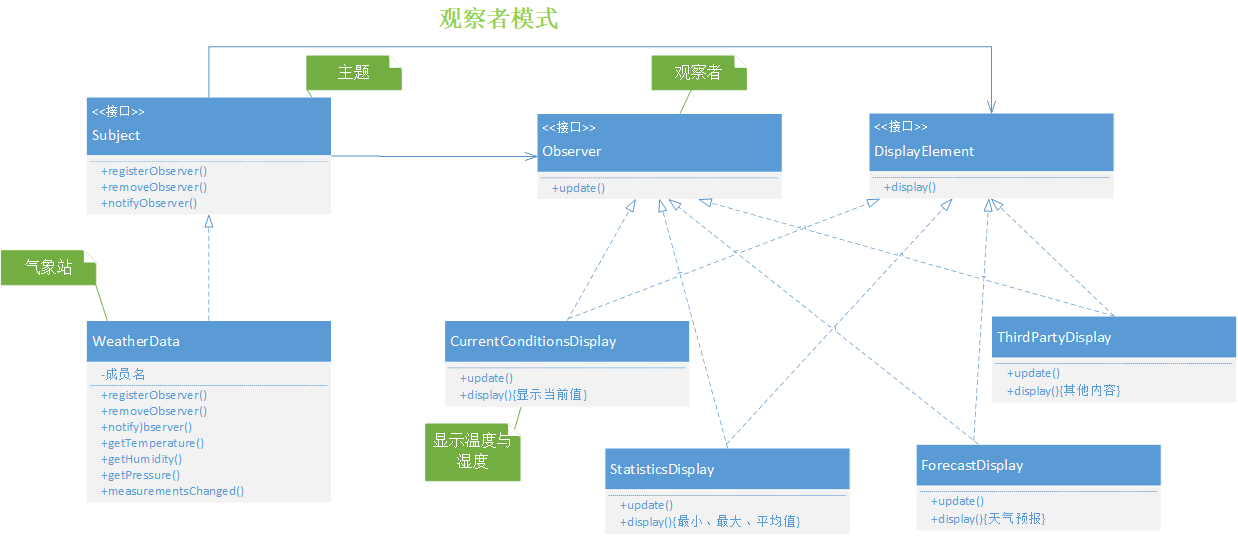 观察者模式
主题
观察者
<<接口>>
Subject
+registerObserver()
+removeObserver()
+notifyObserver()
<<接口>>
Observer
+update()
<<接口>>
DisplayElement
+display()
气象站
WeatherData
-成员名
+registerObserver()
+removeObserver()
+notify)bserver()
+getTemperature()
+getHumidity()
+getPressure()
+measurementsChanged()
CurrentConditionsDisplay
+update()
+display(){显示当前值}
显示温度与
湿度
ThirdPartyDisplay
+update()
+display(){其他内容}
StatisticsDisplay
+update()
+display(){最小、最大、平均值}
ForecastDisplay
+update()
+display(){天气预报}